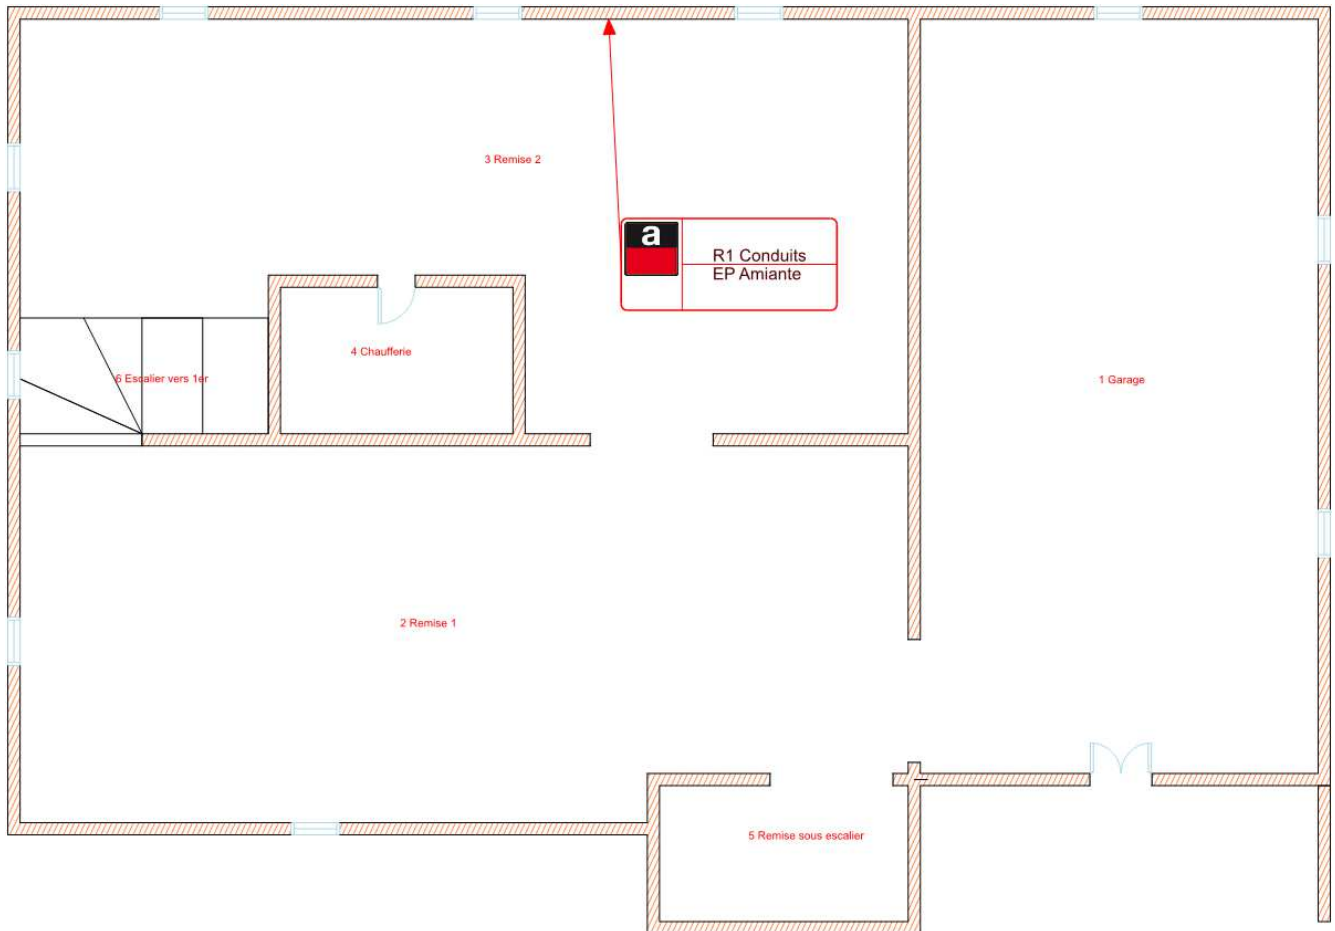 3 Remise 2
a
R1 Conduits
EP Amiante
4 Chaufferie
6 Escalier vers 1er
1 Garage
2 Remise 1
5 Remise sous escalier